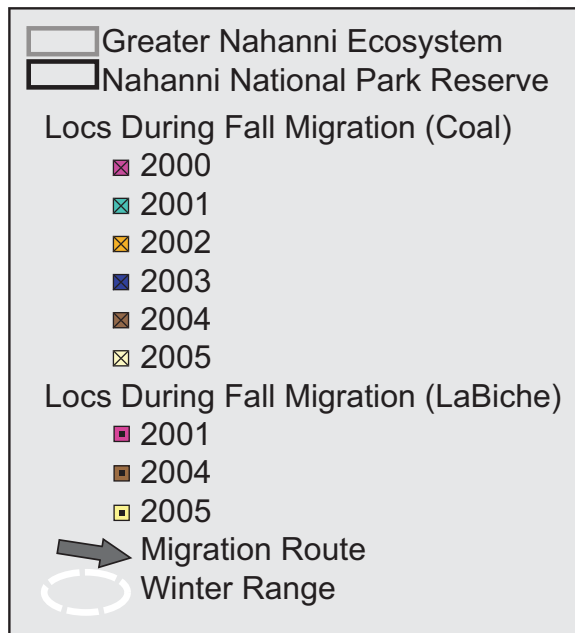 Greater Nahanni Ecosystem
Nahanni National Park Reserve
Locs During Fall Migration (Coal)
2000
2001
2002
2003
2004
2005
Locs During Fall Migration (LaBiche)
2001
2004
2005
Migration Route
Winter Range